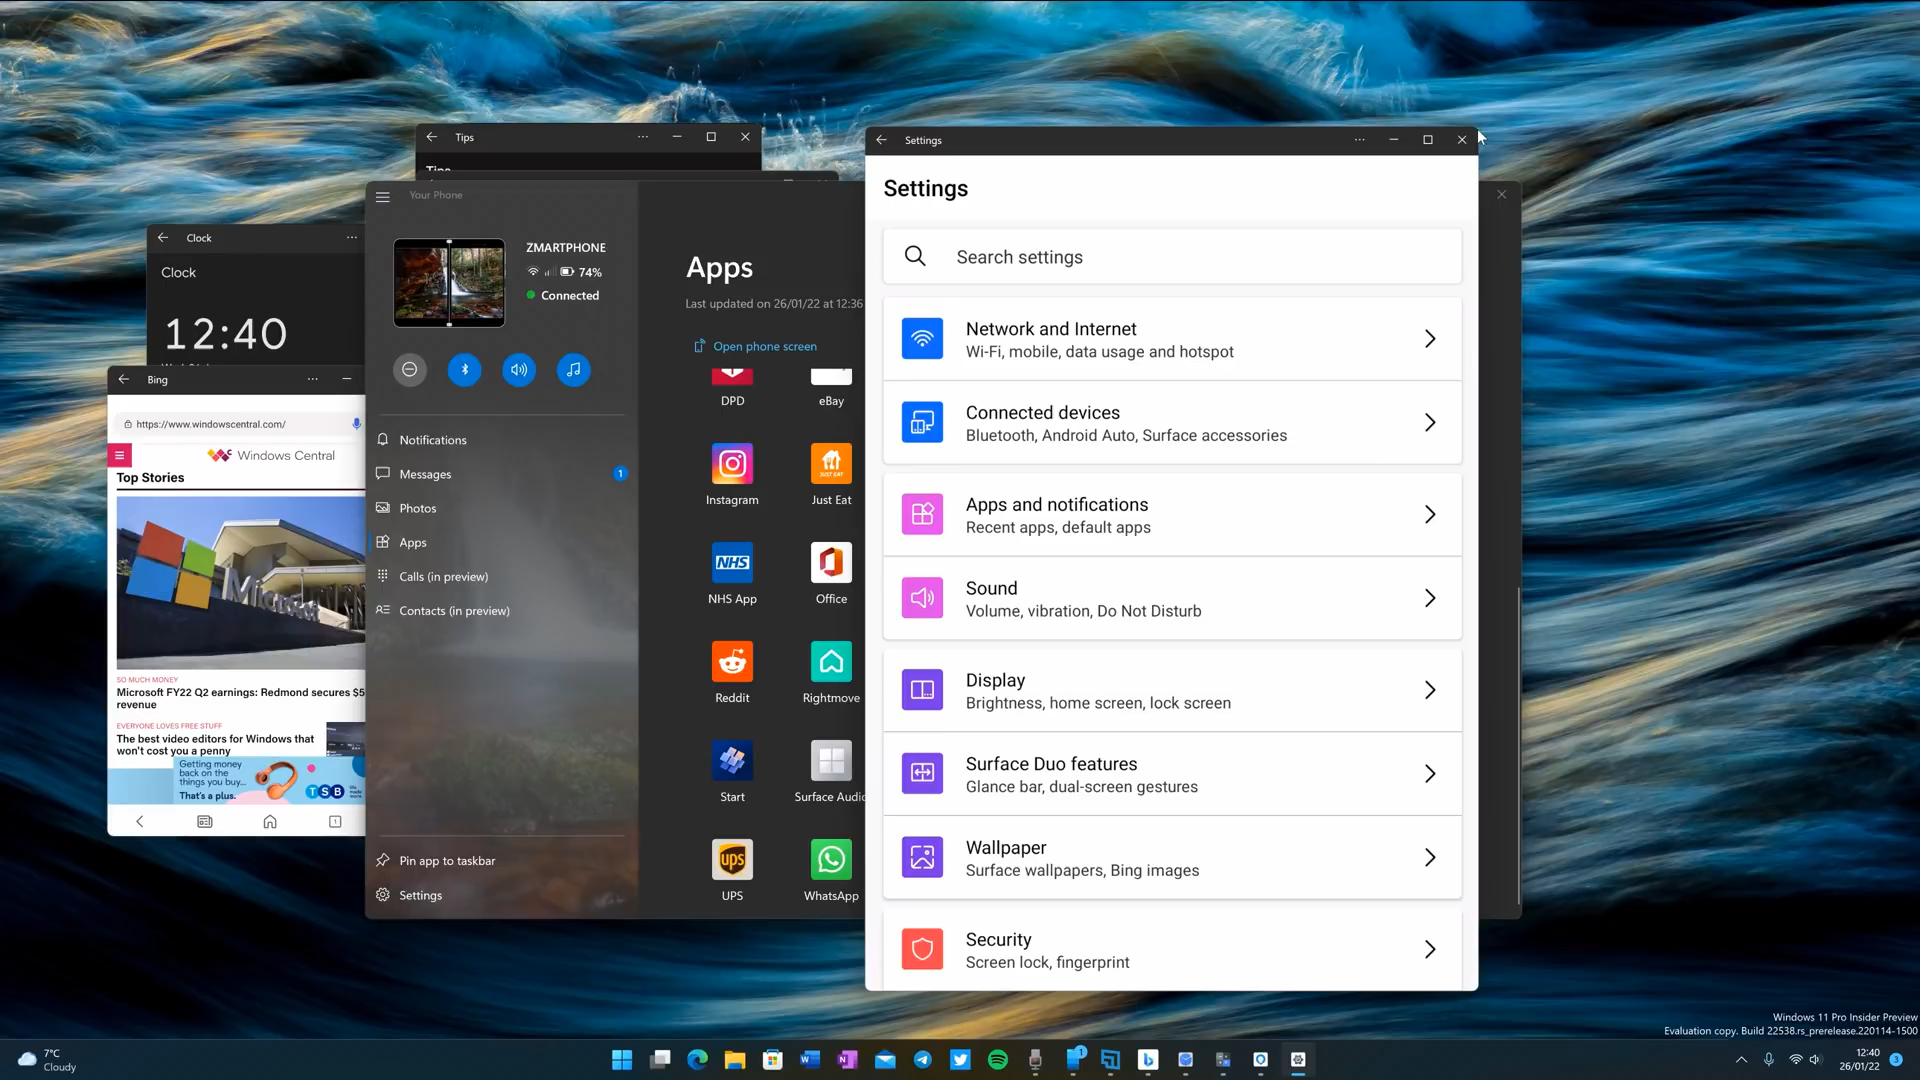 Tips
Tips
Settings
Settings
Search settings
Network and Internet
Wi-Fi, mobile, data usage and hotspot
Connected devices
Bluetooth, Android Auto, Surface accessories
Apps and notifications
Recent apps, default apps
Sound
Volume, vibration, Do Not Disturb
Display
Brightness, home screen, lock screen
Surface Duo features
Glance bar, dual-screen gestures
Wallpaper
Surface wallpapers, Bing images
Security
Screen lock, fingerprint
Your Phone
ZMARTPHONE
74%
Connected
Notifications
Messages
1
Photos
Apps
Calls (in preview)
Contacts (in preview)
Pin app to taskbar
Settings
Apps
Last updated on 26/01/22 at 12:36
Open phone screen
DPD
eBay
Instagram
JUST EAT
Just Eat
NHS
NHS App
Office
Reddit
Rightmove
Start
Surface Audio
ups
UPS
WhatsApp
Clock
Clock
12:40
Bing
https://www.windowscentral.com/
Windows Central
Top Stories
Microsoft
SO MUCH MONEY
Microsoft FY22 Q2 earnings: Redmond secures $5
revenue
EVERYONE LOVES FREE STUFF
The best video editors for Windows that
won't cost you a penny
Getting money
back on the
things you buy...
That's a plus.
TSB
1
Windows 11 Pro Insider Preview
Evaluation copy. Build 22538.rs_prerelease.220114-1500
7°C
Cloudy
1
12:40
26/01/22
3